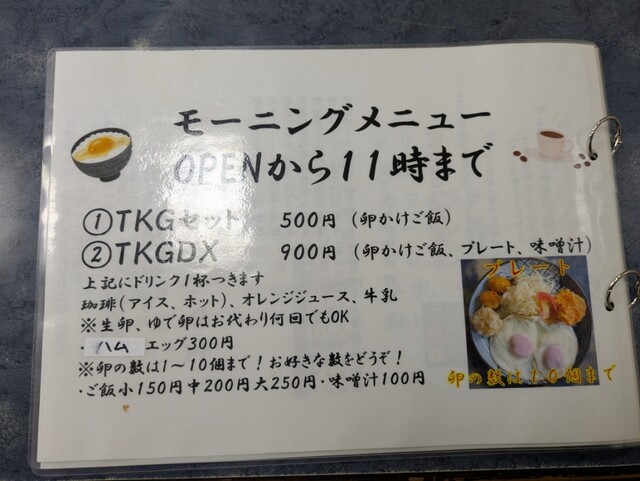 モーニングメニュー
OPENから11時まで
①TKGセット 500円(卵かけご飯)
②TKGDX 900円(卵かけご飯、プレート、味噌汁)
上記にドリンク1杯つきます
珈琲(アイス、ホット)、オレンジジュース、牛乳
※生卵、ゆで卵はお代わり何回でもOK
・ハムエッグ300円
※卵の数は1~10個まで!お好きな数をどうぞ!
・ご飯小150円中200円大250円・味噌汁100円
プレート
卵の数は10個まで